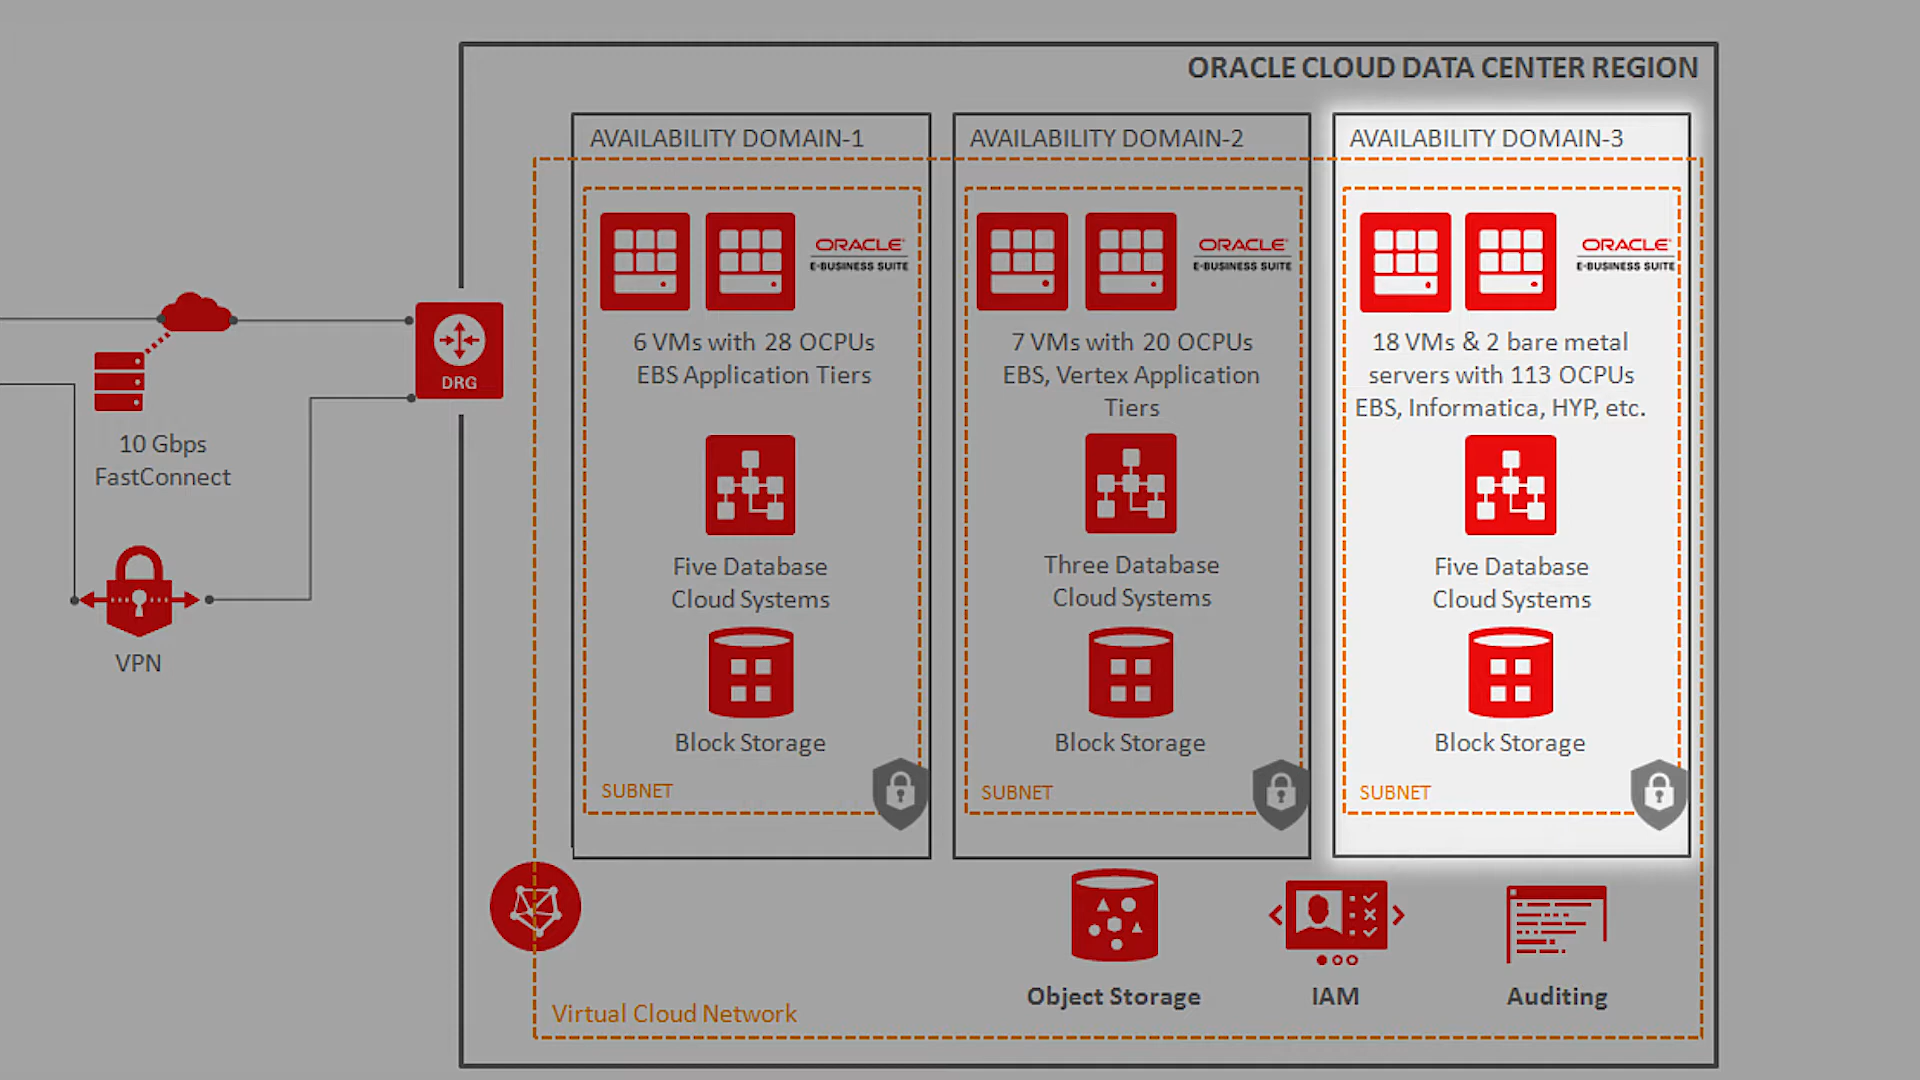 ORACLE CLOUD DATA CENTER REGION
AVAILABILITY DOMAIN-1
ORACLE®
E-BUSINESS SUITE
6 VMs with 28 OCPUs
EBS Application Tiers
Five Database
Cloud Systems
Block Storage
SUBNET
AVAILABILITY DOMAIN-2
ORACLE®
E-BUSINESS SUITE
7 VMs with 20 OCPUs
EBS, Vertex Application
Tiers
Three Database
Cloud Systems
Block Storage
SUBNET
AVAILABILITY DOMAIN-3
ORACLE®
E-BUSINESS SUITE
18 VMs & 2 bare metal
servers with 113 OCPUs
EBS, Informatica, HYP, etc.
Five Database
Cloud Systems
Block Storage
SUBNET
DRG
10 Gbps
FastConnect
VPN
Object Storage
IAM
Auditing
Virtual Cloud Network